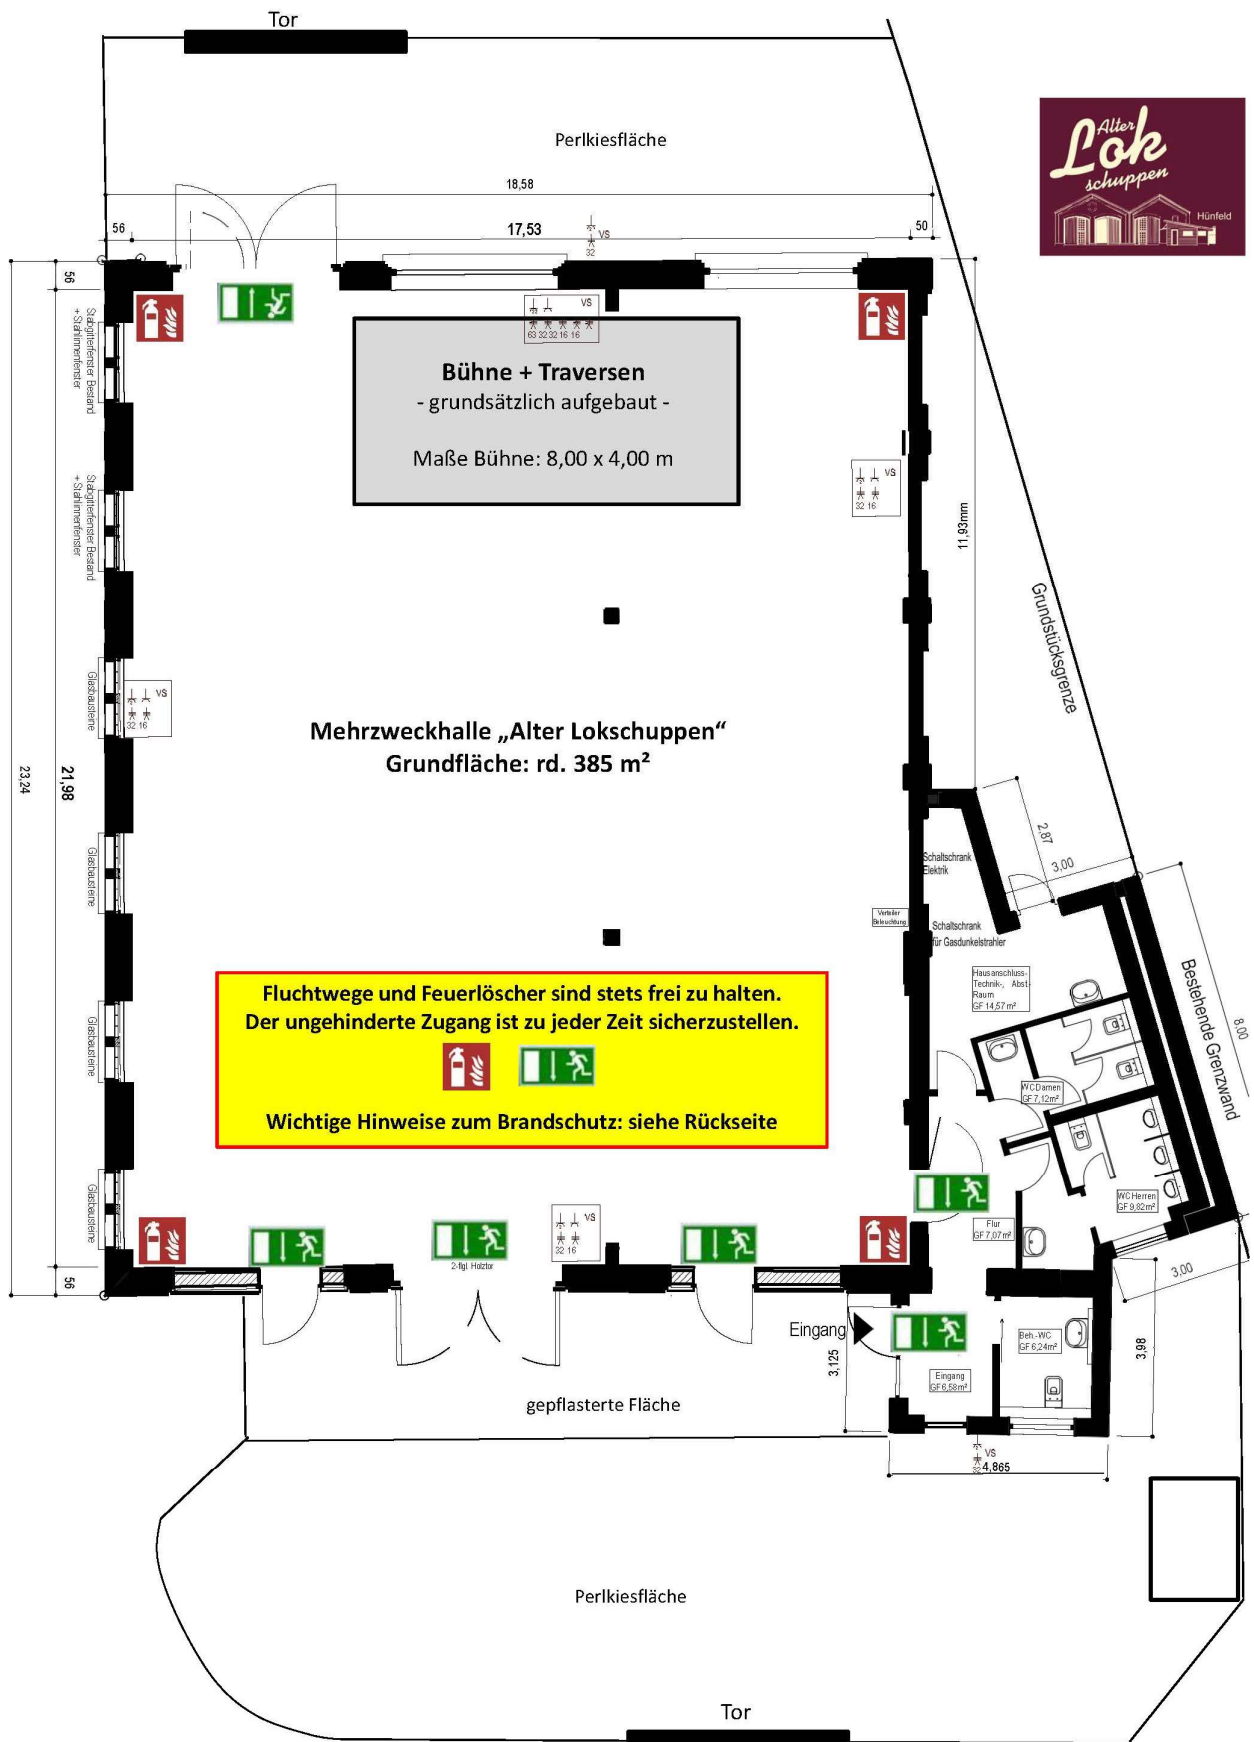 Tor
Perlkiesfläche
Alter
Lok
schuppen
Hünfeld
18,58
56
17,53
50
VS
32
56
VS
63 32 32 16 16
Bühne + Traversen
- grundsätzlich aufgebaut -
Maße Bühne: 8,00 x 4,00 m
Stabgitterfenster Bestand
+ Stahlinnenfenster
Stabgitterfenster Bestand
+ Stahlinnenfenster
VS
32 16
11,93mm
Grundstücksgrenze
Glasbausteine
VS
32 16
Mehrzweckhalle „Alter Lokschuppen“
Grundfläche: rd. 385 m²
23,24
21,98
2,87
3,00
Schaltschrank
Elektrik
Glasbausteine
Verteiler
Beleuchtung
Schaltschrank
für Gasdunkelstrahler
Hausanschluss-
Technik-, Abst.-
Raum
GF 14,57 m²
Bestehende Grenzwand
8,00
Fluchtwege und Feuerlöscher sind stets frei zu halten.
Der ungehinderte Zugang ist zu jeder Zeit sicherzustellen.
Wichtige Hinweise zum Brandschutz: siehe Rückseite
Glasbausteine
WC Damen
GF 7,12m²
Glasbausteine
WC Herren
GF 9,82m²
Flur
GF 7,07m²
VS
32 16
2-flgl. Holztor
56
3,00
Eingang
3,125
Beh.-WC
GF 6,24m²
3,98
Eingang
GF 6,58m²
gepflasterte Fläche
VS
32
4,865
Perlkiesfläche
Tor